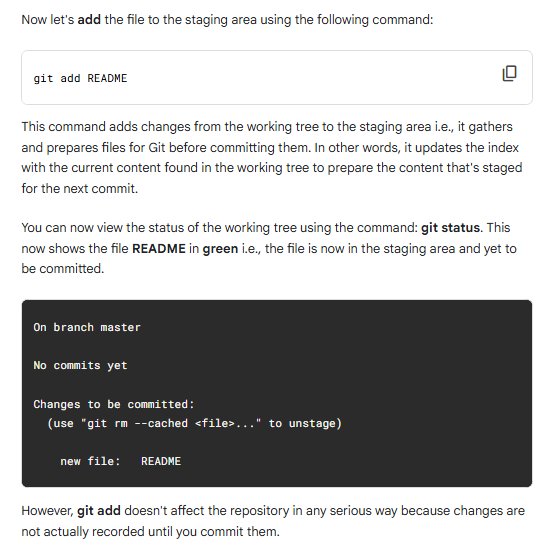 Now let's add the file to the staging area using the following command:
git add README
This command adds changes from the working tree to the staging area i.e., it gathers
and prepares files for Git before committing them. In other words, it updates the index
with the current content found in the working tree to prepare the content that's staged
for the next commit.
You can now view the status of the working tree using the command: git status. This
now shows the file README in green i.e., the file is now in the staging area and yet to
be committed.
On branch master
No commits yet
Changes to be committed:
(use "git rm --cached <file>..." to unstage)
new file:   README
However, git add doesn't affect the repository in any serious way because changes are
not actually recorded until you commit them.